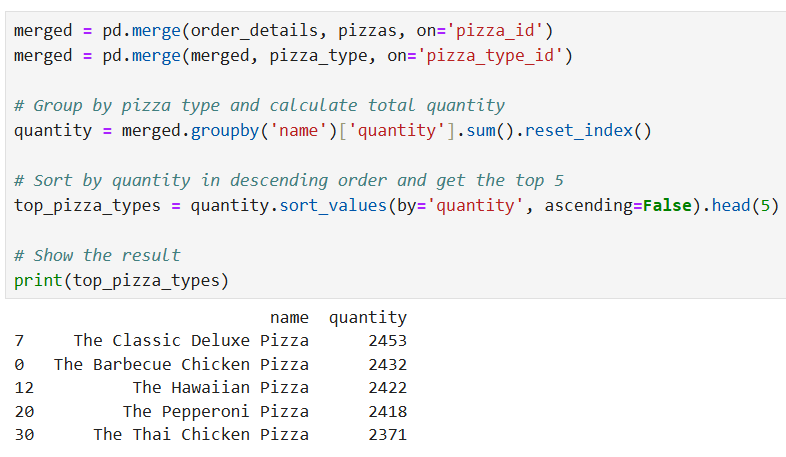 merged = pd.merge(order_details, pizzas, on='pizza_id')
merged = pd.merge(merged, pizza_type, on='pizza_type_id')
# Group by pizza type and calculate total quantity
quantity = merged.groupby('name')['quantity'].sum().reset_index()
# Sort by quantity in descending order and get the top 5
top_pizza_types = quantity.sort_values(by='quantity', ascending=False).head(5)
# Show the result
print(top_pizza_types)
name quantity
7 The Classic Deluxe Pizza 2453
0 The Barbecue Chicken Pizza 2432
12 The Hawaiian Pizza 2422
20 The Pepperoni Pizza 2418
30 The Thai Chicken Pizza 2371